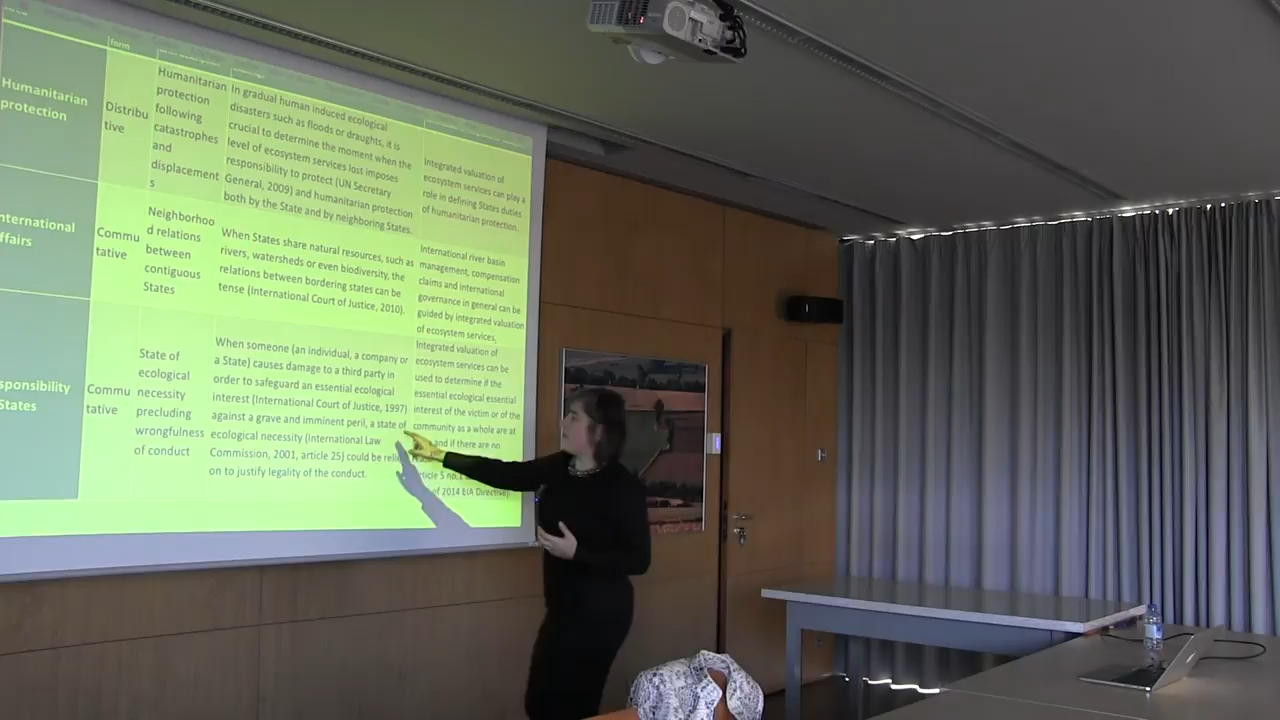 form
Humanitarian
protection
Distribu
tive
Humanitarian
protection
following
catastrophes
and
displacement
s
In gradual human induced ecological
disasters such as floods or draughts, it is
crucial to determine the moment when the
level of ecosystem services lost imposes
responsibility to protect (UN Secretary
General, 2009) and humanitarian protection
both by the State and by neighboring States.
Integrated valuation of
ecosystem services can play a
role in defining States duties
of humanitarian protection.
nternational
ffairs
Commu
tative
Neighborhoo
d relations
between
contiguous
States
When States share natural resources, such as
rivers, watersheds or even biodiversity, the
relations between bordering states can be
tense (International Court of Justice, 2010).
International river basin
management, compensation
claims and international
governance in general can be
guided by integrated valuation
of ecosystem services.
sponsibility
States
Commu
tative
State of
ecological
necessity
precluding
wrongfulness
of conduct
When someone (an individual, a company or
a State) causes damage to a third party in
order to safeguard an essential ecological
interest (International Court of Justice, 1997)
against a grave and imminent peril, a state of
ecological necessity (International Law
Commission, 2001, article 25) could be relie
on to justify legality of the conduct.
Integrated valuation of
ecosystem services can be
used to determine if the
essential ecological essential
interest of the victim or of the
community as a whole are at
and if there are no
rticle 5 no.1
of 2014 EIA Directive)